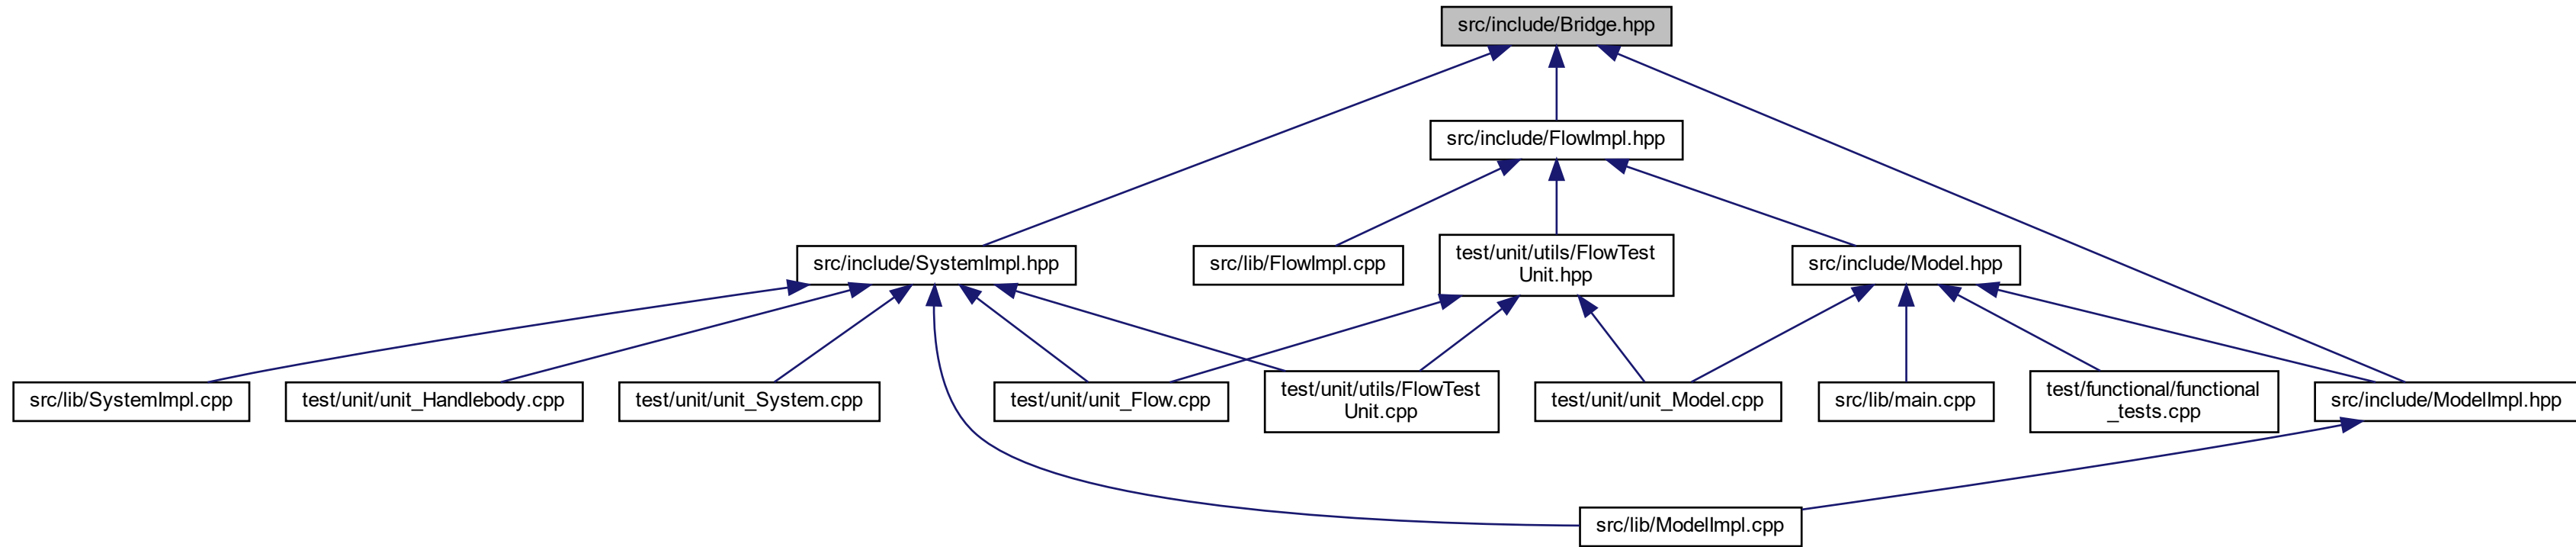 src/include/Bridge.hpp
src/include/FlowImpl.hpp
src/include/SystemImpl.hpp
src/lib/FlowImpl.cpp
test/unit/utils/FlowTest
Unit.hpp
src/include/Model.hpp
src/lib/SystemImpl.cpp
test/unit/unit_Handlebody.cpp
test/unit/unit_System.cpp
test/unit/unit_Flow.cpp
test/unit/utils/FlowTest
Unit.cpp
test/unit/unit_Model.cpp
src/lib/main.cpp
test/functional/functional
_tests.cpp
src/include/ModelImpl.hpp
src/lib/ModelImpl.cpp